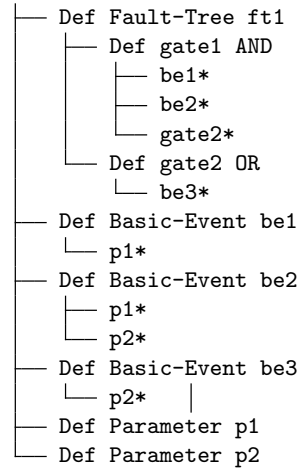 Def Fault-Tree ft1
Def gate1 AND
be1*
be2*
gate2*
Def gate2 OR
be3*
Def Basic-Event be1
p1*
Def Basic-Event be2
p1*
p2*
Def Basic-Event be3
p2*
Def Parameter p1
Def Parameter p2